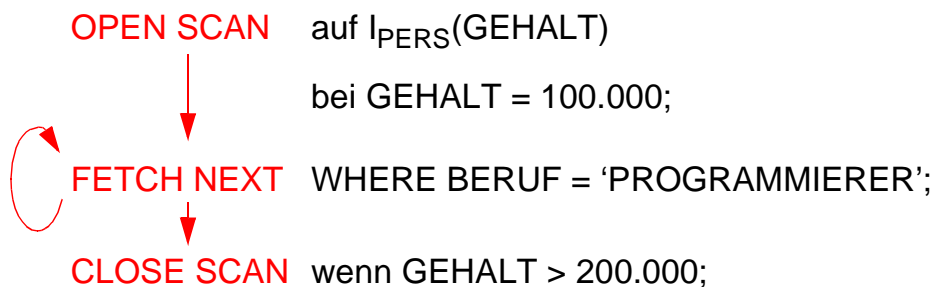 OPEN SCAN auf I_PERS(GEHALT)
bei GEHALT = 100.000;
FETCH NEXT WHERE BERUF = ‘PROGRAMMIERER’;
CLOSE SCAN wenn GEHALT > 200.000;